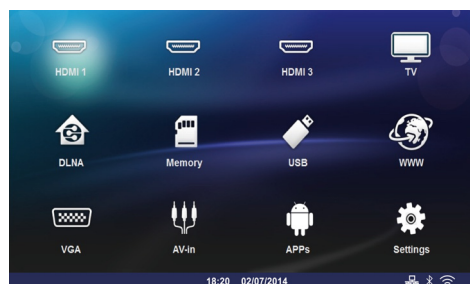 HDMI 1 HDMI 2 HDMI 3 TV
DLNA Memory USB WWW
VGA AV-in APPs Settings
18:20 02/07/2014